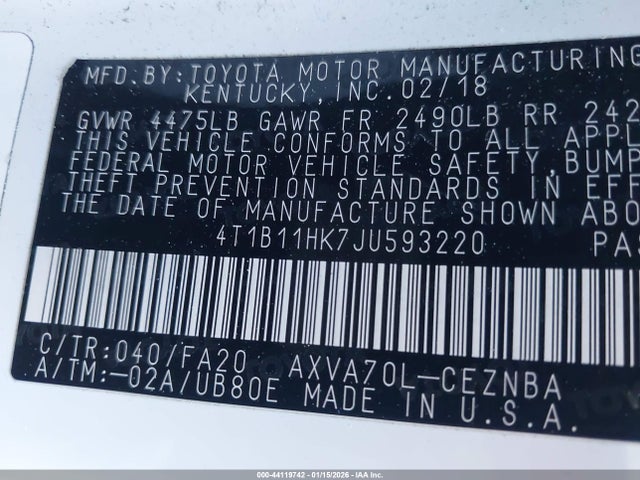 MFD. BY: TOYOTA MOTOR MANUFACTURING
KENTUCKY, INC. 02/18
GVWR 4475LB GAWR FR 2490LB RR 242
THIS VEHICLE CONFORMS TO ALL APPL
FEDERAL MOTOR VEHICLE SAFETY, BUMP
THEFT PREVENTION STANDARDS IN EFF
THE DATE OF MANUFACTURE SHOWN ABO
4T1B11HK7JU593220 PAS
C/TR: 040/FA20 AXVA70L-CEZNBA
A/TM: -02A/UB80E MADE IN U.S.A.
000-44119742 - 01/15/2026 - IAAI Inc.